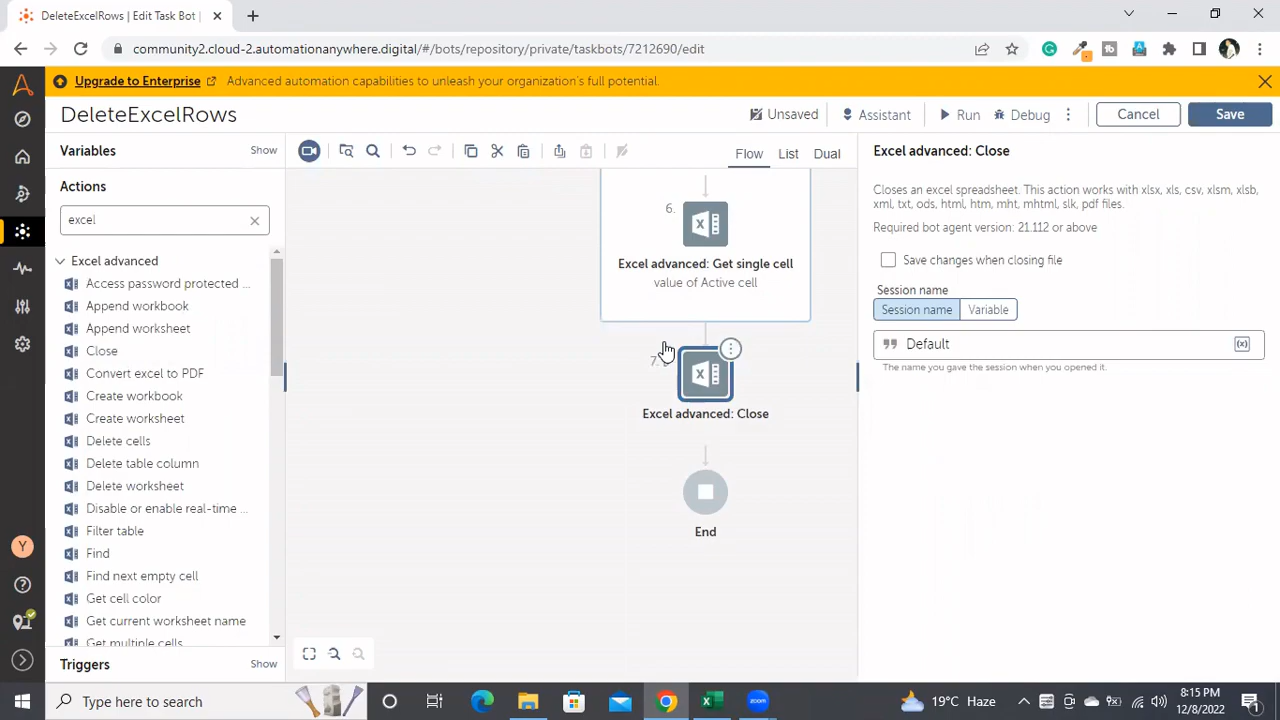 DeleteExcelRows | Edit Task Bot |
community2.cloud-2.automationanywhere.digital/#/bots/repository/private/taskbots/7212690/edit
Upgrade to Enterprise Advanced automation capabilities to unleash your organization's full potential.
DeleteExcelRows
Unsaved
Assistant
Run
Debug
Cancel
Save
Variables
Show
Flow
List
Dual
Actions
excel
Excel advanced
Access password protected ...
Append workbook
Append worksheet
Close
Convert excel to PDF
Create workbook
Create worksheet
Delete cells
Delete table column
Delete worksheet
Disable or enable real-time ...
Filter table
Find
Find next empty cell
Get cell color
Get current worksheet name
Get multiple cells
Triggers
Show
6.
Excel advanced: Get single cell
value of Active cell
7.
Excel advanced: Close
End
Excel advanced: Close
Closes an excel spreadsheet. This action works with xlsx, xls, csv, xlsm, xlsb,
xml, txt, ods, html, htm, mht, mhtml, slk, pdf files.
Required bot agent version: 21.112 or above
Save changes when closing file
Session name
Session name
Variable
Default
(x)
The name you gave the session when you opened it.
Y
Type here to search
zoom
19°C Haze
8:15 PM
12/8/2022
1